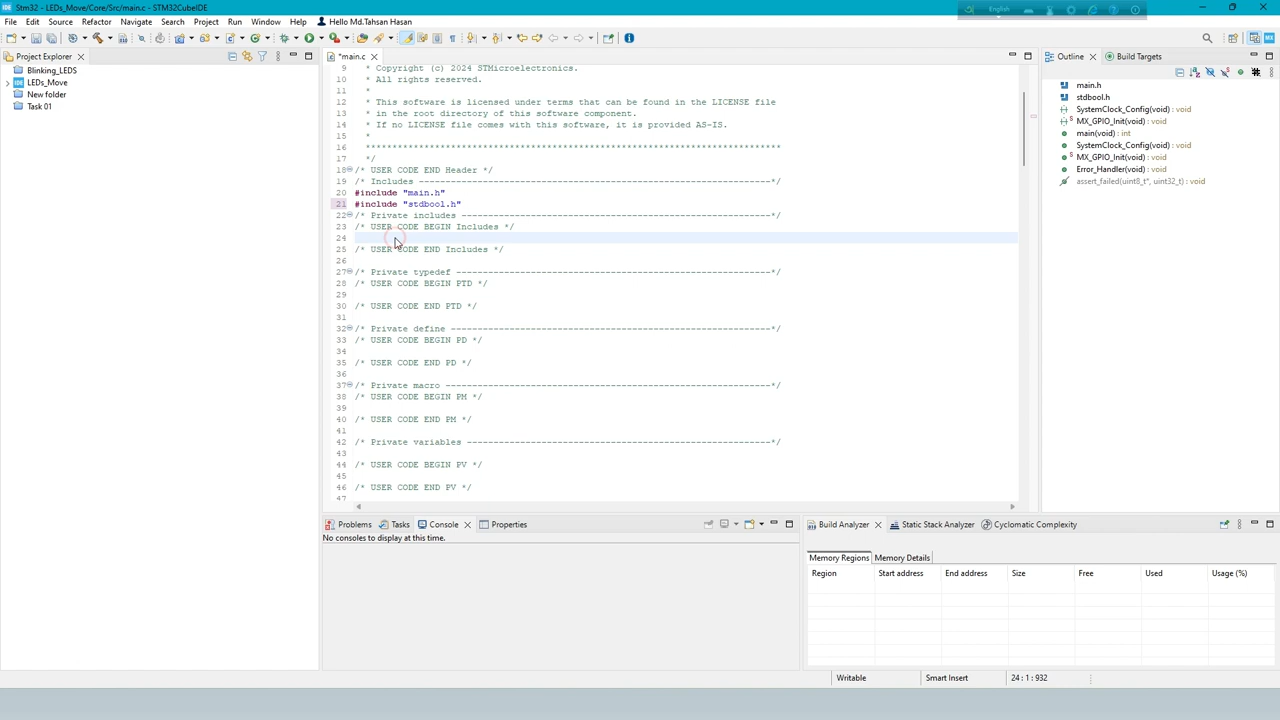 Stm32 - LEDs_Move/Core/Src/main.c - STM32CubeIDE
English
File Edit Source Refactor Navigate Search Project Run Window Help Hello Md.Tahsan Hasan
Project Explorer
Blinking_LEDS
LEDs_Move
New folder
Task 01
*main.c
9 * Copyright (c) 2024 STMicroelectronics.
10 * All rights reserved.
11 *
12 * This software is licensed under terms that can be found in the LICENSE file
13 * in the root directory of this software component.
14 * If no LICENSE file comes with this software, it is provided AS-IS.
15 *
16 ******************************************************************************
17 */
18 /* USER CODE END Header */
19 /* Includes ------------------------------------------------------------------*/
20 #include "main.h"
21 #include "stdbool.h"
22 /* Private includes ----------------------------------------------------------*/
23 /* USER CODE BEGIN Includes */
24
25 /* USER CODE END Includes */
26
27 /* Private typedef -----------------------------------------------------------*/
28 /* USER CODE BEGIN PTD */
29
30 /* USER CODE END PTD */
31
32 /* Private define ------------------------------------------------------------*/
33 /* USER CODE BEGIN PD */
34
35 /* USER CODE END PD */
36
37 /* Private macro -------------------------------------------------------------*/
38 /* USER CODE BEGIN PM */
39
40 /* USER CODE END PM */
41
42 /* Private variables ---------------------------------------------------------*/
43
44 /* USER CODE BEGIN PV */
45
46 /* USER CODE END PV */
47
Outline Build Targets
main.h
stdbool.h
SystemClock_Config(void) : void
MX_GPIO_Init(void) : void
main(void) : int
SystemClock_Config(void) : void
MX_GPIO_Init(void) : void
Error_Handler(void) : void
assert_failed(uint8_t*, uint32_t) : void
Problems Tasks Console Properties
No consoles to display at this time.
Build Analyzer Static Stack Analyzer Cyclomatic Complexity
Memory Regions Memory Details
Region Start address End address Size Free Used Usage (%)
Writable Smart Insert 24 : 1 : 932